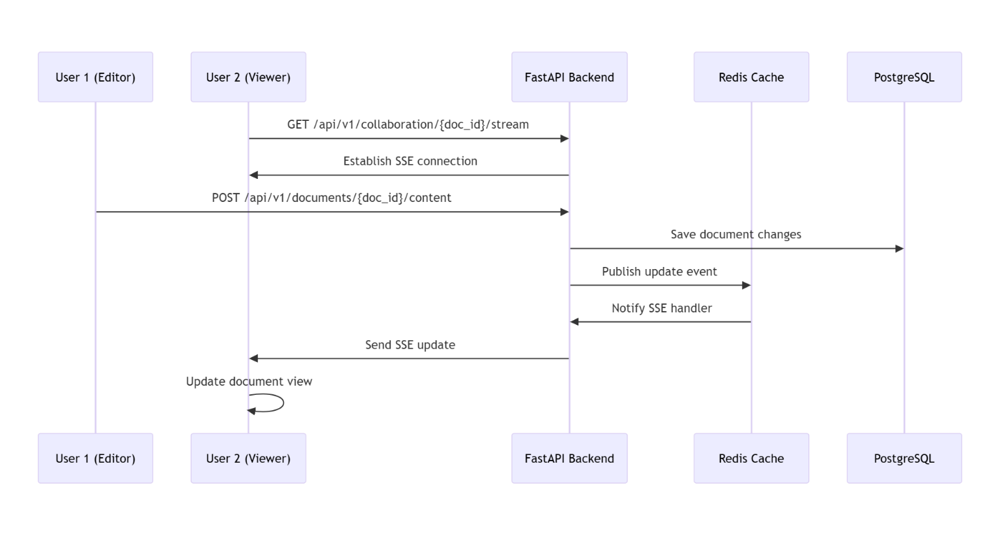 User 1 (Editor)
User 2 (Viewer)
FastAPI Backend
Redis Cache
PostgreSQL
GET /api/v1/collaboration/{doc_id}/stream
Establish SSE connection
POST /api/v1/documents/{doc_id}/content
Save document changes
Publish update event
Notify SSE handler
Send SSE update
Update document view
User 1 (Editor)
User 2 (Viewer)
FastAPI Backend
Redis Cache
PostgreSQL